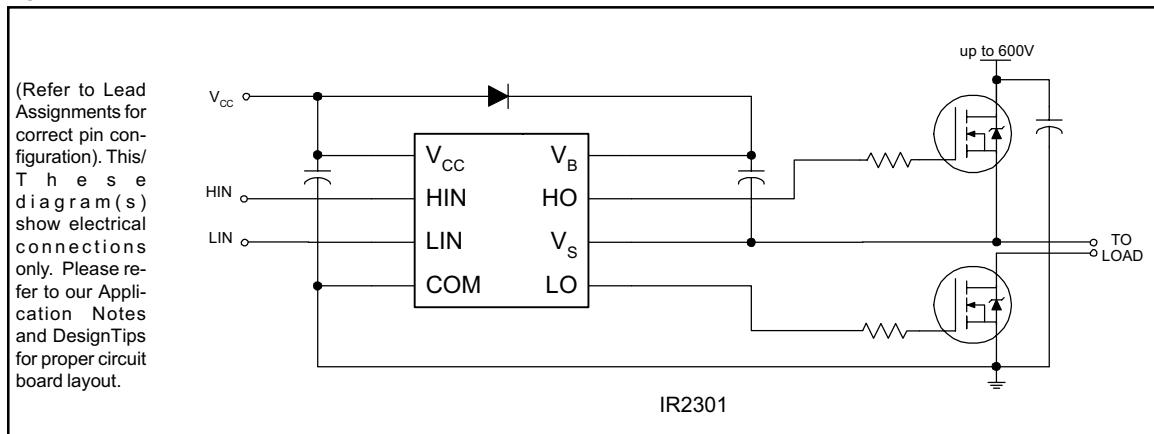 (Refer to Lead
Assignments for
correct pin con-
figuration). This/
T h e s e
diagram(s)
show electrical
connections
only. Please re-
fer to our Appli-
cation Notes
and DesignTips
for proper circuit
board layout.
up to 600V
VCC
VCC VB
HIN HIN HO
LIN LIN VS
TO
LOAD
COM LO
IR2301